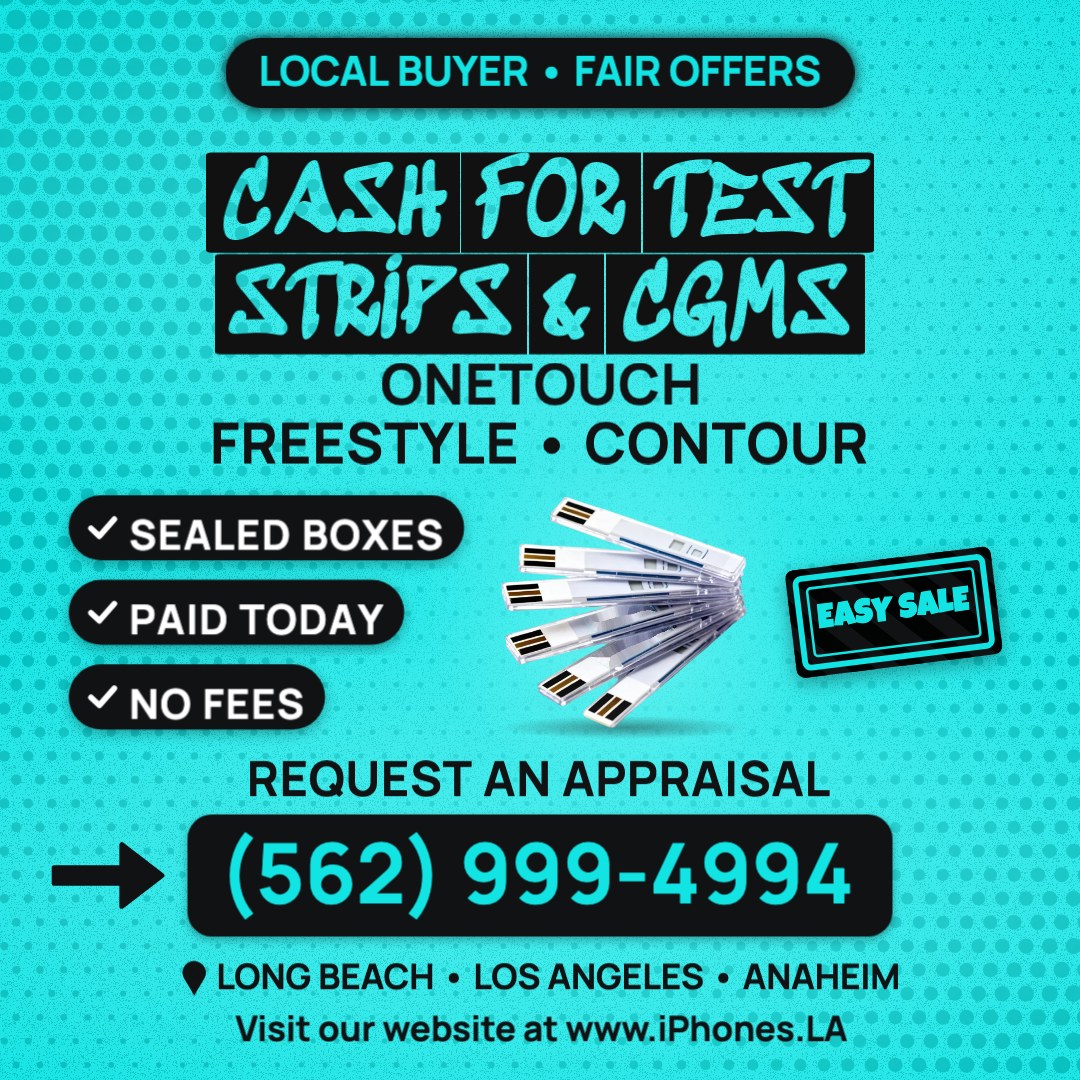 LOCAL BUYER • FAIR OFFERS
CASH FOR TEST
STRIPS & CGMS
ONETOUCH
FREESTYLE • CONTOUR
SEALED BOXES
PAID TODAY
NO FEES
EASY SALE
REQUEST AN APPRAISAL
(562) 999-4994
LONG BEACH • LOS ANGELES • ANAHEIM
Visit our website at www.iPhones.LA